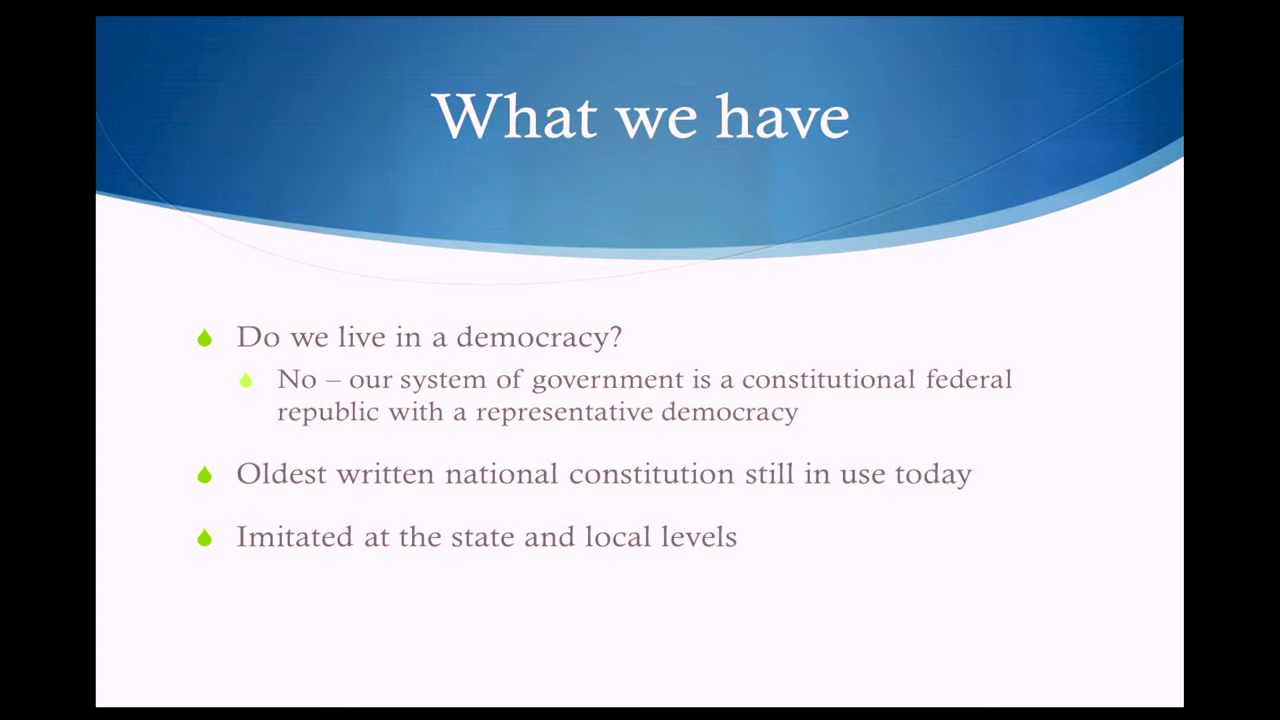 What we have
Do we live in a democracy?
No – our system of government is a constitutional federal
republic with a representative democracy
Oldest written national constitution still in use today
Imitated at the state and local levels